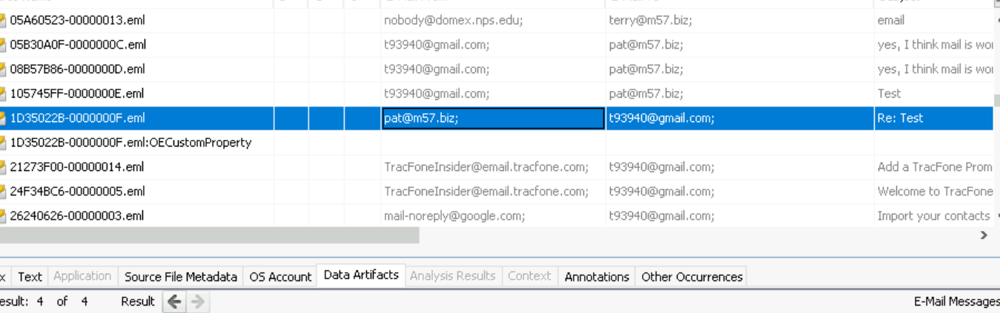 05A60523-00000013.eml nobody@domex.nps.edu; terry@m57.biz; email
05B30A0F-0000000C.eml t93940@gmail.com; pat@m57.biz; yes, I think mail is
08B57B86-0000000D.eml t93940@gmail.com; pat@m57.biz; yes, I think mail is
105745FF-0000000E.eml t93940@gmail.com; pat@m57.biz; Test
1D35022B-0000000F.eml pat@m57.biz; t93940@gmail.com; Re: Test
1D35022B-0000000F.eml:OECustomProperty
21273F00-00000014.eml TracFoneInsider@email.tracfone.com; t93940@gmail.com; Add a TracFone Prom
24F34BC6-00000005.eml TracFoneInsider@email.tracfone.com; t93940@gmail.com; Welcome to TracFone
26240626-00000003.eml mail-noreply@google.com; t93940@gmail.com; Import your contacts
x Text Application Source File Metadata OS Account Data Artifacts Analysis Results Context Annotations Other Occurrences
esult: 4 of 4 Result E-Mail Messages